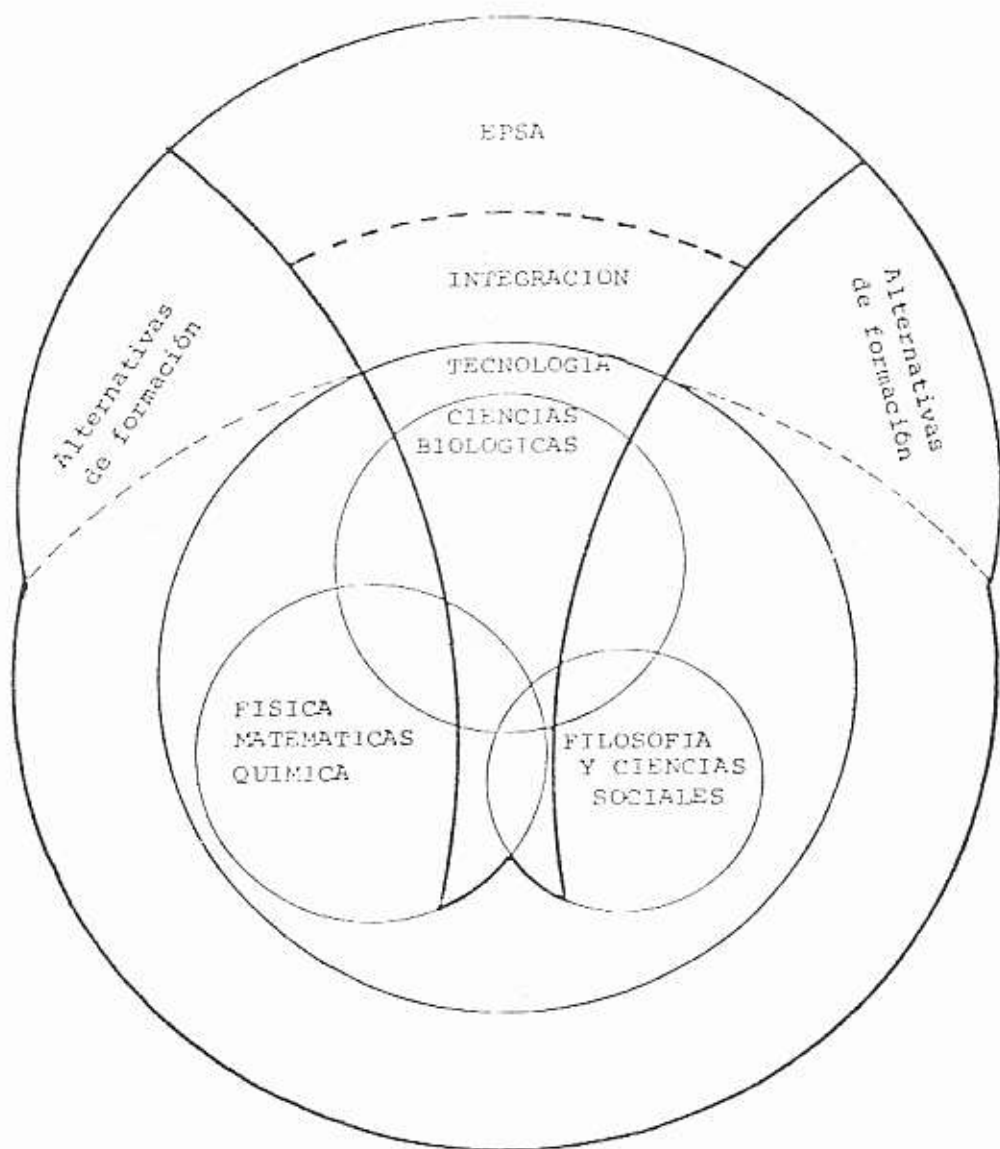 EPSA
INTEGRACION
Alternativas
de formación
Alternativas
de formación
TECNOLOGIA
CIENCIAS
BIOLOGICAS
FISICA
MATEMATICAS
QUIMICA
FILOSOFIA
Y CIENCIAS
SOCIALES